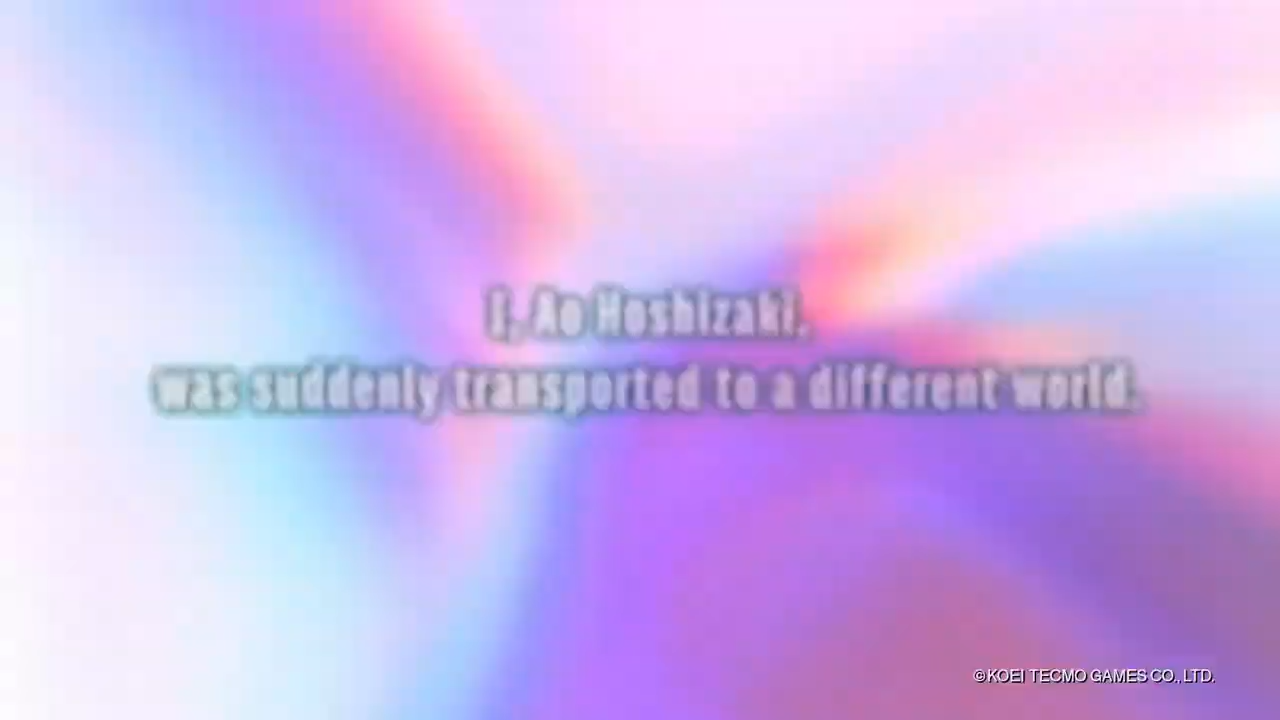 I, Ao Hoshizaki,
was suddenly transported to a different world.
©KOEI TECMO GAMES CO., LTD.